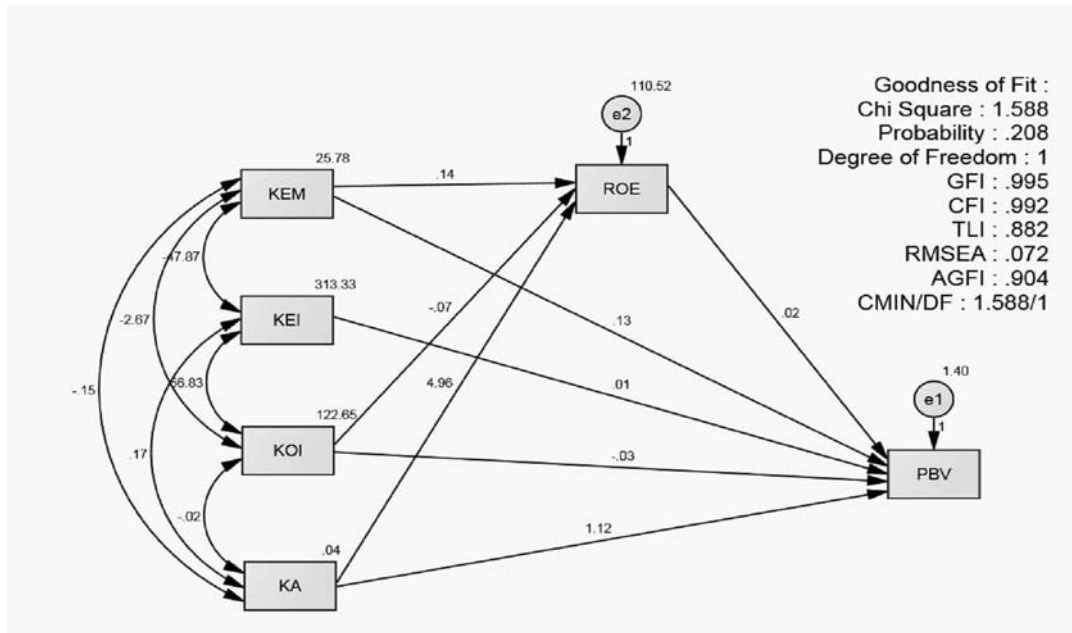 110.52
e2
1
Goodness of Fit :
Chi Square : 1.588
Probability : .208
Degree of Freedom : 1
GFI : .995
CFI : .992
TLI : .882
RMSEA : .072
AGFI : .904
CMIN/DF : 1.588/1
25.78
KEM
.14
ROE
-47.87
313.33
-.07
KEI
-2.67
.13
.02
-.15
56.83
4.96
.01
1.40
e1
122.65
1
KOI
.17
-.03
PBV
-.02
1.12
.04
KA